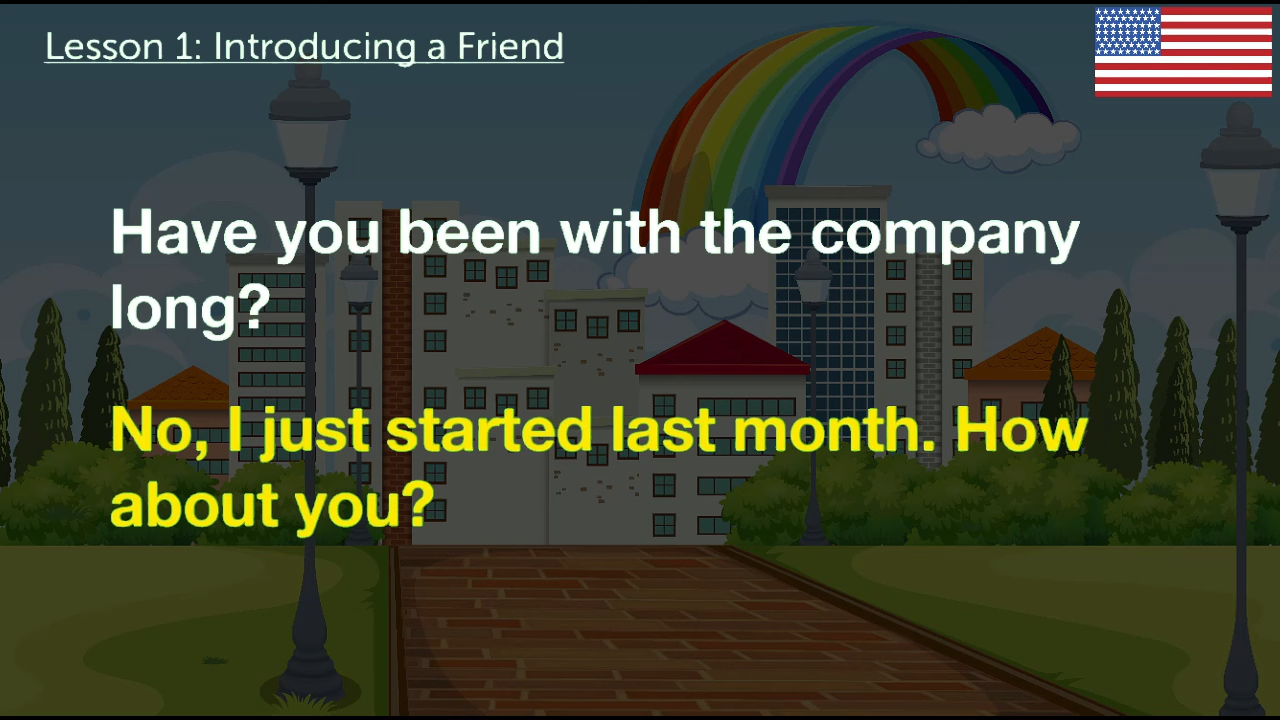 Lesson 1: Introducing a Friend
Have you been with the company
long?
No, I just started last month. How
about you?